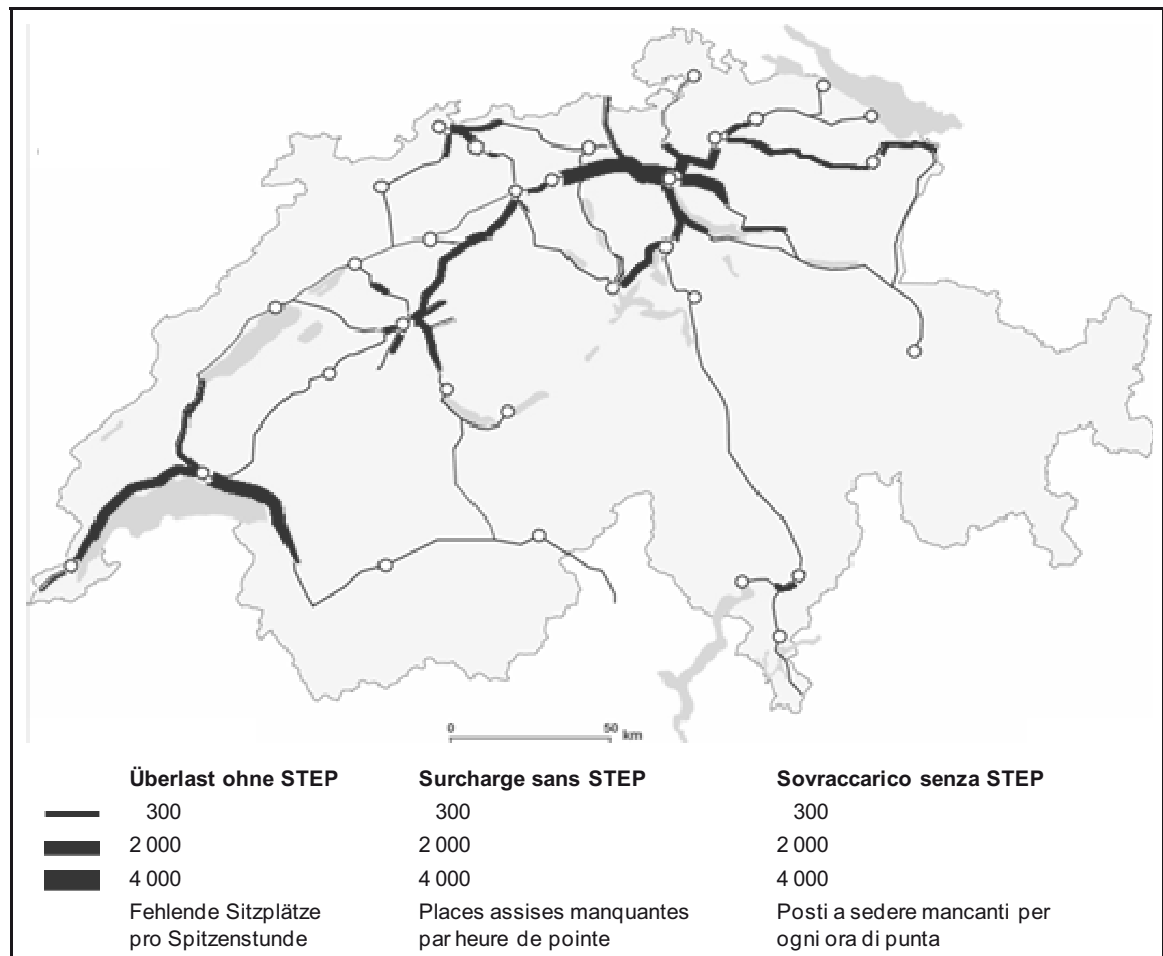 0 50 km
Überlast ohne STEP Surcharge sans STEP Sovraccarico senza STEP
300 300 300
2 000 2 000 2 000
4 000 4 000 4 000
Fehlende Sitzplätze Places assises manquantes Posti a sedere mancanti per
pro Spitzenstunde par heure de pointe ogni ora di punta